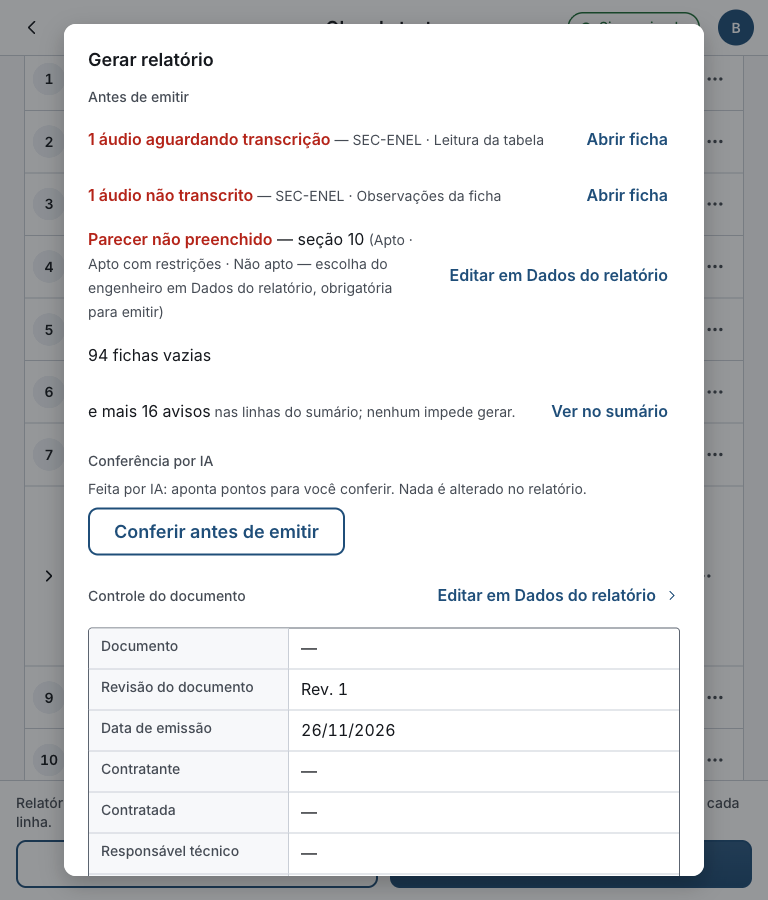 B
Gerar relatório
Antes de emitir
1
2
3
4
5
6
7
9
10
1 áudio aguardando transcrição — SEC-ENEL · Leitura da tabela
Abrir ficha
1 áudio não transcrito — SEC-ENEL · Observações da ficha
Abrir ficha
Parecer não preenchido — seção 10 (Apto ·
Apto com restrições · Não apto — escolha do
engenheiro em Dados do relatório, obrigatória
para emitir)
Editar em Dados do relatório
94 fichas vazias
e mais 16 avisos nas linhas do sumário; nenhum impede gerar.
Ver no sumário
Conferência por IA
Feita por IA: aponta pontos para você conferir. Nada é alterado no relatório.
Conferir antes de emitir
Controle do documento
Editar em Dados do relatório
Documento —
Revisão do documento Rev. 1
Data de emissão 26/11/2026
Contratante —
Contratada —
Responsável técnico —
cada
linha.